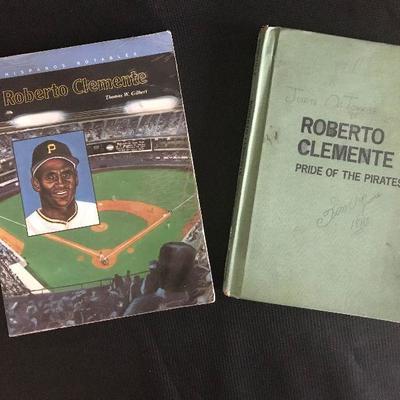 HISPANOS NOTABLES
Roberto Clemente
Thomas W. Gilbert
P
ROBERTO
CLEMENTE
PRIDE OF THE PIRATES